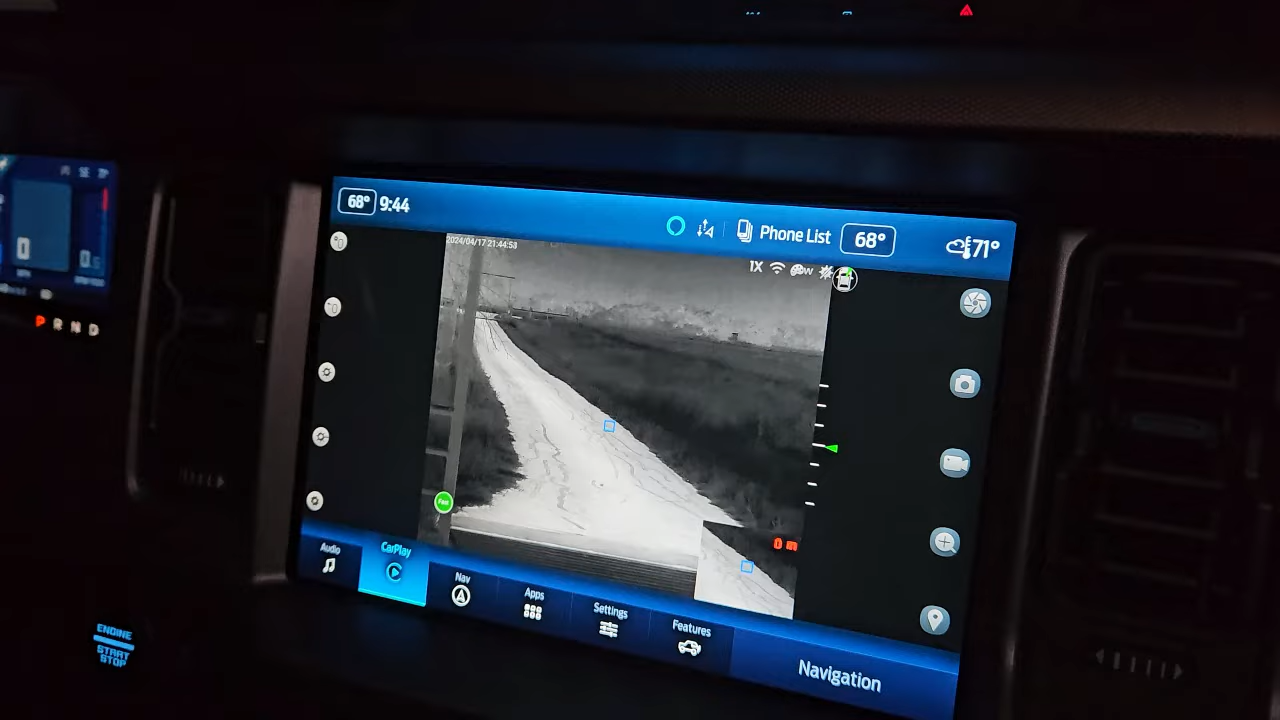 68° 9:44
Phone List 68° 71°
2024/04/17 21:44:53
1X
W
0 m
P R N D
Audio
CarPlay
Nav
Apps
Settings
Features
Navigation
ENGINE
START
STOP